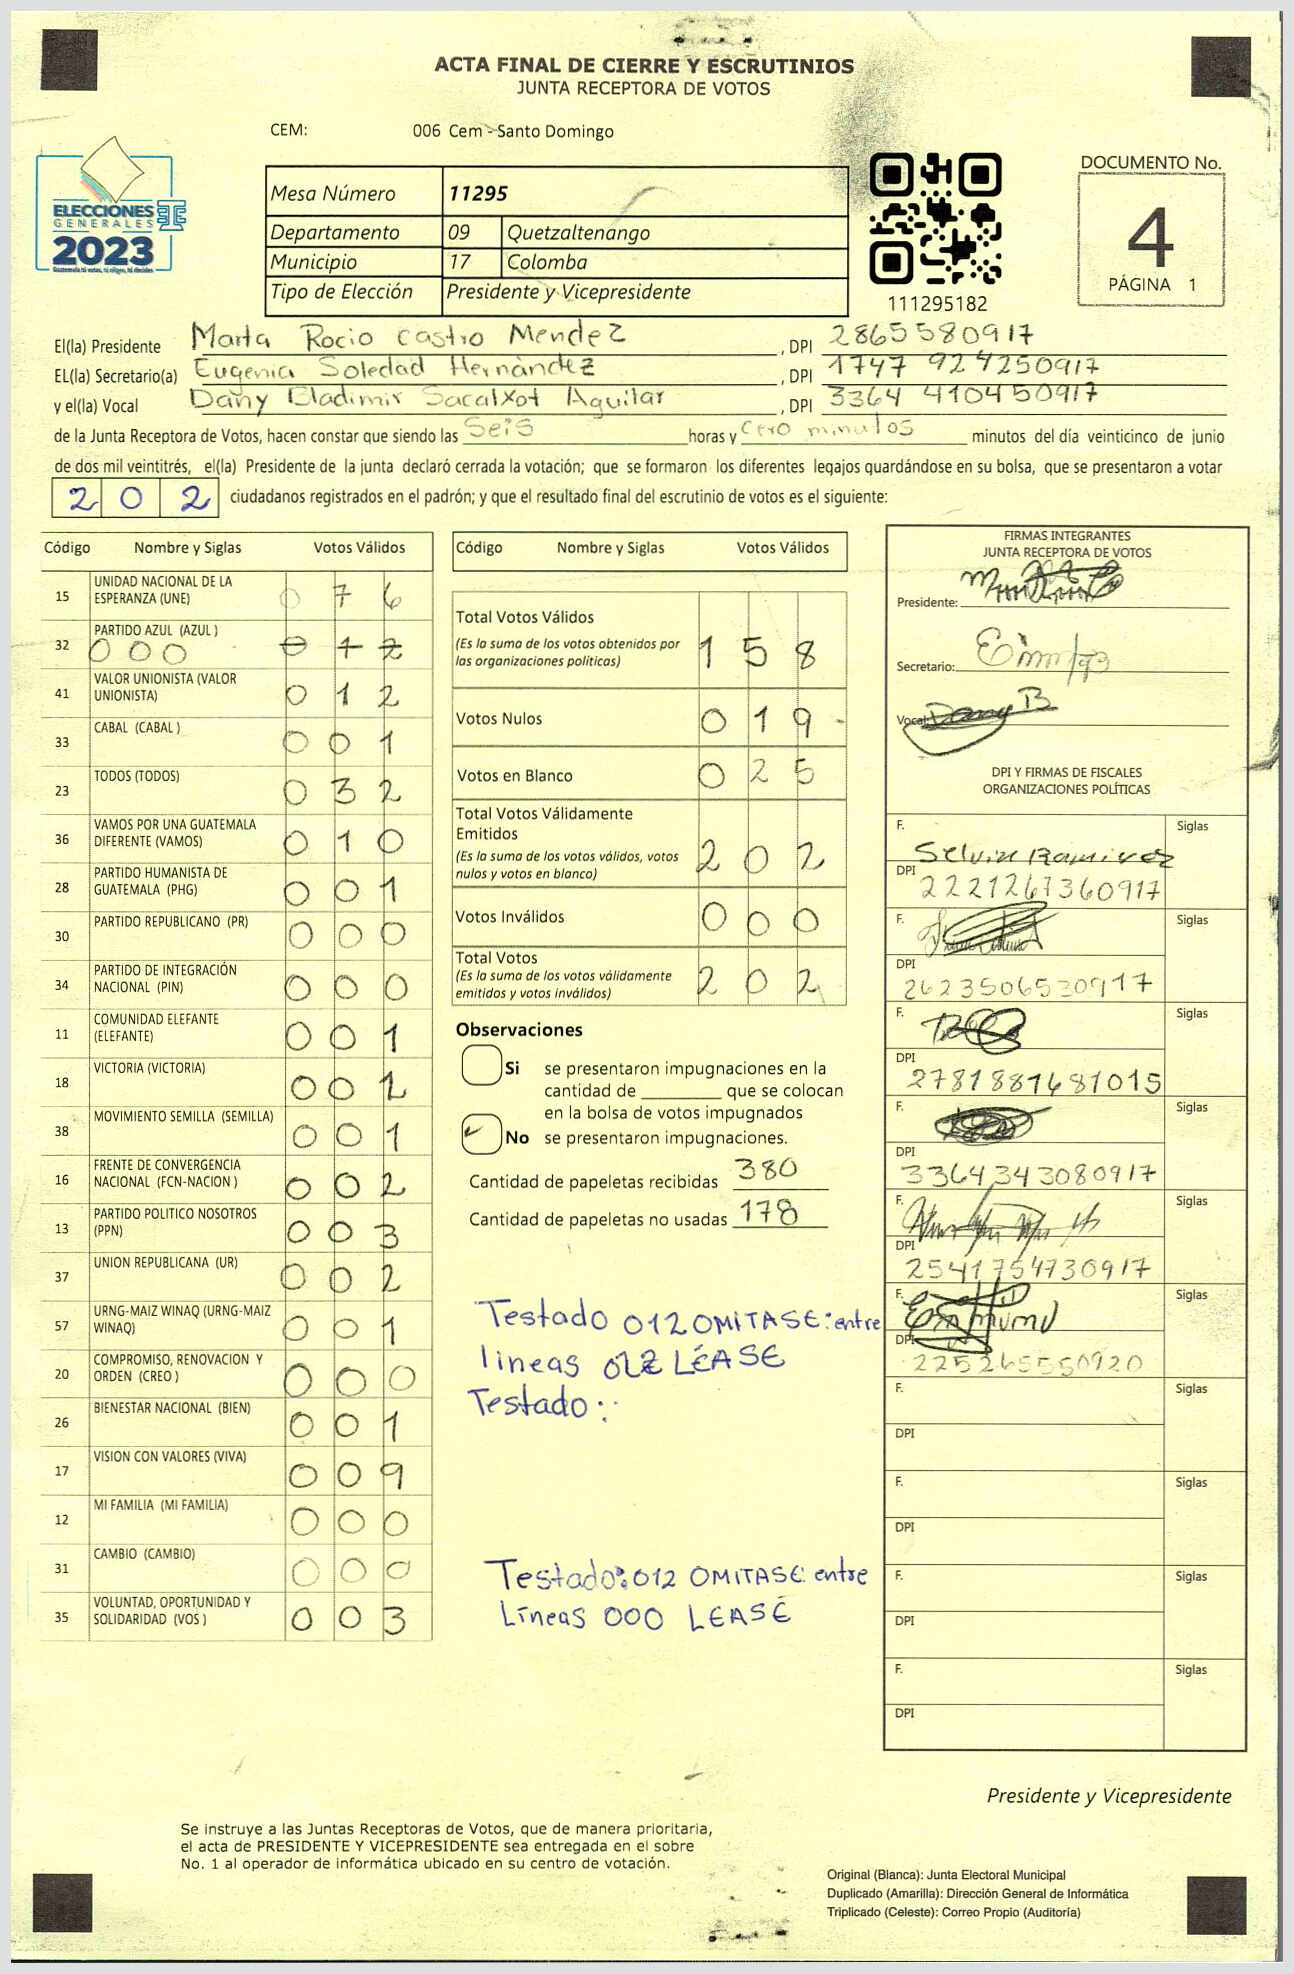 ACTA FINAL DE CIERRE Y ESCRUTINIOS
JUNTA RECEPTORA DE VOTOS
CEM: 006 Cem - Santo Domingo
ELECCIONES
GENERALES
2023
Guatemala tú votas, tú eliges, tú decides
Mesa Número 11295
Departamento 09 Quetzaltenango
Municipio 17 Colomba
Tipo de Elección Presidente y Vicepresidente
111295182
DOCUMENTO No.
4
PÁGINA 1
El(la) Presidente Marta Rocio Castro Mendez , DPI 2865580917
EL(la) Secretario(a) Eugenia Soledad Hernández , DPI 1747 924250917
y el(la) Vocal Dany Bladimir Sacalxot Aguilar , DPI 3364 410450917
de la Junta Receptora de Votos, hacen constar que siendo las Seis horas y cero minutos minutos del día veinticinco de junio
de dos mil veintitrés, el(la) Presidente de la junta declaró cerrada la votación; que se formaron los diferentes legajos guardándose en su bolsa, que se presentaron a votar
202 ciudadanos registrados en el padrón; y que el resultado final del escrutinio de votos es el siguiente:
Código Nombre y Siglas Votos Válidos
15 UNIDAD NACIONAL DE LA ESPERANZA (UNE) 0 7 6
32 PARTIDO AZUL (AZUL) 000 0 1 2
41 VALOR UNIONISTA (VALOR UNIONISTA) 0 1 2
33 CABAL (CABAL) 0 0 1
23 TODOS (TODOS) 0 3 2
36 VAMOS POR UNA GUATEMALA DIFERENTE (VAMOS) 0 1 0
28 PARTIDO HUMANISTA DE GUATEMALA (PHG) 0 0 1
30 PARTIDO REPUBLICANO (PR) 0 0 0
34 PARTIDO DE INTEGRACIÓN NACIONAL (PIN) 0 0 0
11 COMUNIDAD ELEFANTE (ELEFANTE) 0 0 1
18 VICTORIA (VICTORIA) 0 0 2
38 MOVIMIENTO SEMILLA (SEMILLA) 0 0 1
16 FRENTE DE CONVERGENCIA NACIONAL (FCN-NACION) 0 0 2
13 PARTIDO POLITICO NOSOTROS (PPN) 0 0 3
37 UNION REPUBLICANA (UR) 0 0 2
57 URNG-MAIZ WINAQ (URNG-MAIZ WINAQ) 0 0 1
20 COMPROMISO, RENOVACION Y ORDEN (CREO) 0 0 0
26 BIENESTAR NACIONAL (BIEN) 0 0 1
17 VISION CON VALORES (VIVA) 0 0 9
12 MI FAMILIA (MI FAMILIA) 0 0 0
31 CAMBIO (CAMBIO) 0 0 0
35 VOLUNTAD, OPORTUNIDAD Y SOLIDARIDAD (VOS) 0 0 3
Código Nombre y Siglas Votos Válidos
Total Votos Válidos
(Es la suma de los votos obtenidos por las organizaciones políticas) 1 5 8
Votos Nulos 0 1 9
Votos en Blanco 0 2 5
Total Votos Válidamente Emitidos
(Es la suma de los votos válidos, votos nulos y votos en blanco) 2 0 2
Votos Inválidos 0 0 0
Total Votos
(Es la suma de los votos válidamente emitidos y votos inválidos) 2 0 2
Observaciones
Si se presentaron impugnaciones en la
cantidad de ________ que se colocan
en la bolsa de votos impugnados
No se presentaron impugnaciones.
Cantidad de papeletas recibidas 380
Cantidad de papeletas no usadas 178
Testado 012 OMITASE: entre
lineas 012 LÉASE
Testado:
Testado: 012 OMITASE entre
Líneas 000 LEASE
FIRMAS INTEGRANTES
JUNTA RECEPTORA DE VOTOS
Presidente:
Secretario:
Vocal: Dany B
DPI Y FIRMAS DE FISCALES
ORGANIZACIONES POLÍTICAS
F. Selvin Ramirez Siglas
DPI 2221267360917
F. Siglas
DPI 2623506530917
F. Siglas
DPI 2781881681015
F. Siglas
DPI 3364343080917
F. Siglas
DPI 2541754730917
F. Siglas
DPI 225265550920
F. Siglas
DPI
F. Siglas
DPI
F. Siglas
DPI
F. Siglas
DPI
Presidente y Vicepresidente
Se instruye a las Juntas Receptoras de Votos, que de manera prioritaria,
el acta de PRESIDENTE Y VICEPRESIDENTE sea entregada en el sobre
No. 1 al operador de informática ubicado en su centro de votación.
Original (Blanca): Junta Electoral Municipal
Duplicado (Amarilla): Dirección General de Informática
Triplicado (Celeste): Correo Propio (Auditoría)